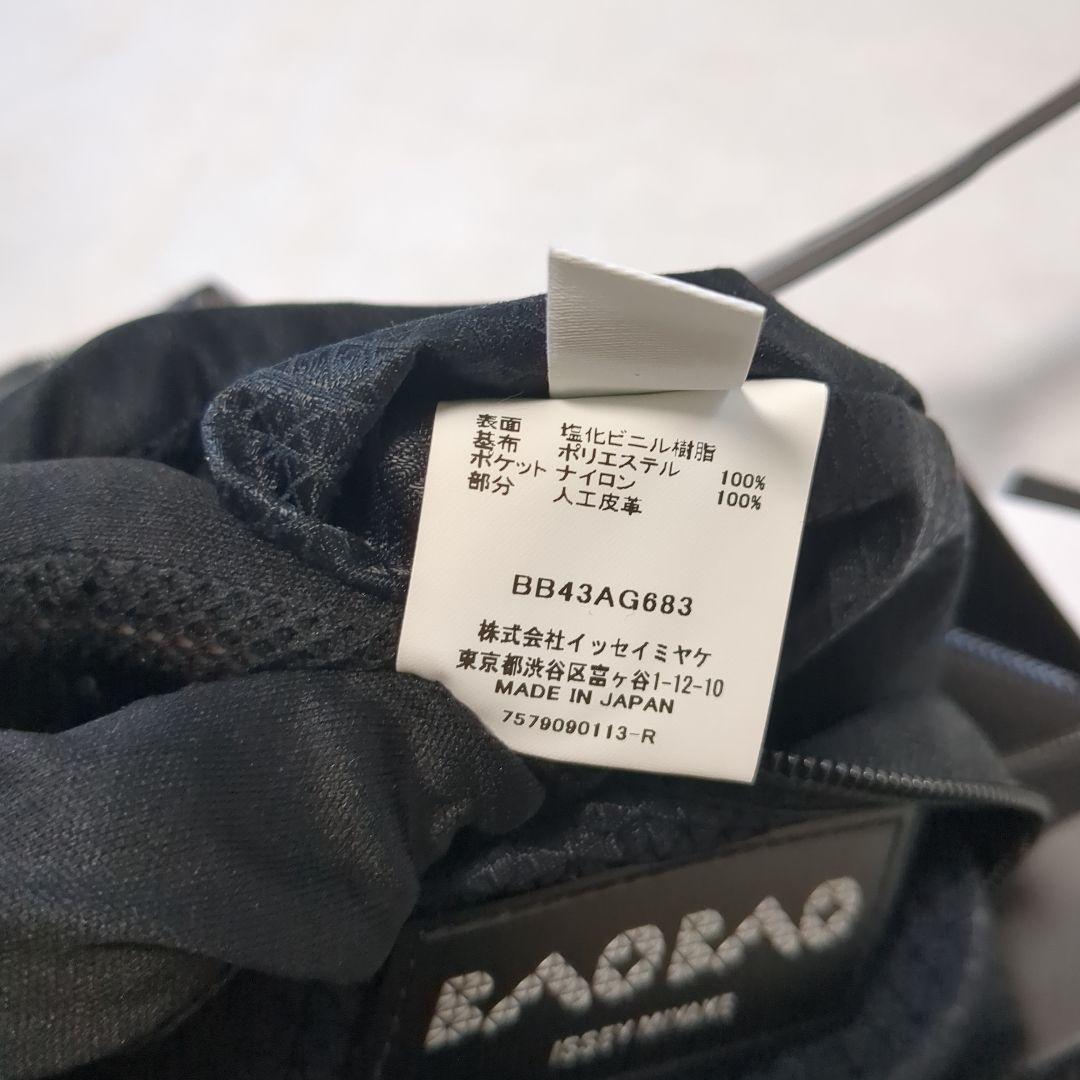 表面 塩化ビニル樹脂
基布 ポリエステル 100%
ポケット ナイロン 100%
部分 人工皮革
BB43AG683
株式会社イッセイミヤケ
東京都渋谷区富ヶ谷1-12-10
MADE IN JAPAN
7579090113-R
BAOBAO
ISSEY MIYAKE